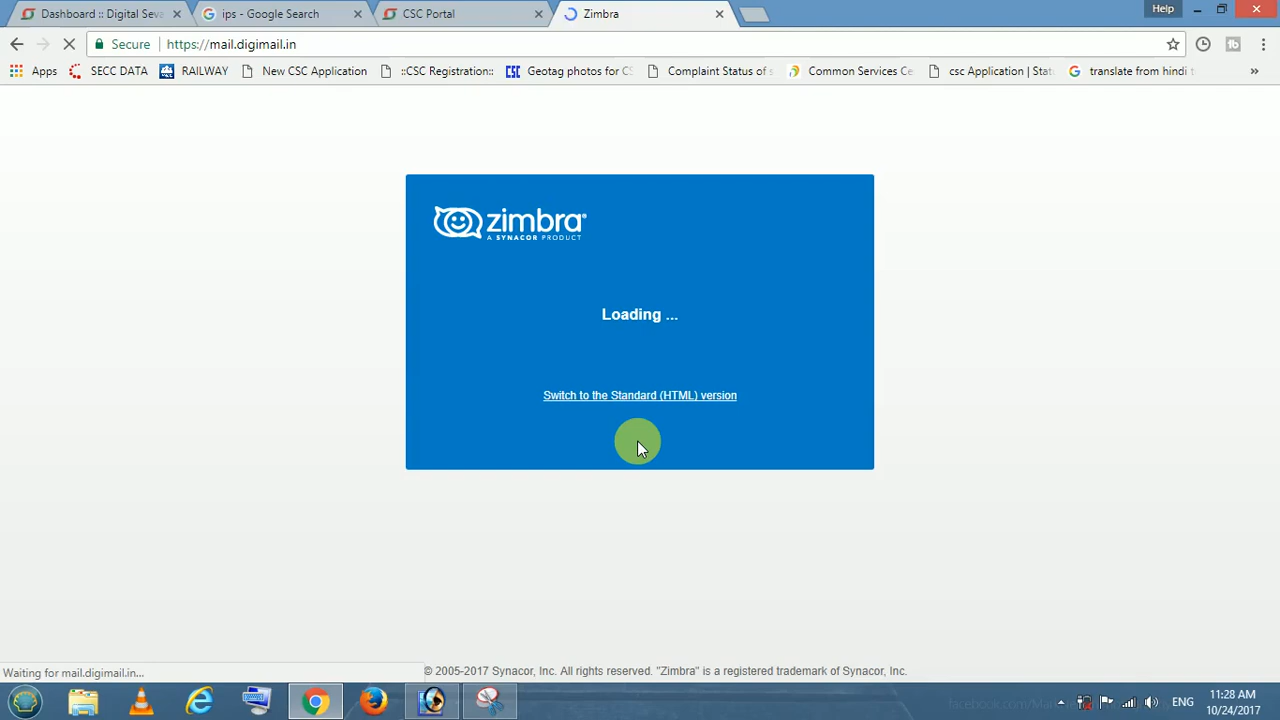 Dashboard :: Digital Seva
ips - Google Search
CSC Portal
Zimbra
Help
Secure
https://mail.digimail.in
Apps
SECC DATA
RAILWAY
New CSC Application
::CSC Registration::
Geotag photos for CS
Complaint Status of s
Common Services Ce
csc Application | Statu
translate from hindi t
»
zimbra®
A SYNACOR PRODUCT
Loading ...
Switch to the Standard (HTML) version
Waiting for mail.digimail.in...
© 2005-2017 Synacor, Inc. All rights reserved. "Zimbra" is a registered trademark of Synacor, Inc.
ENG
11:28 AM
10/24/2017